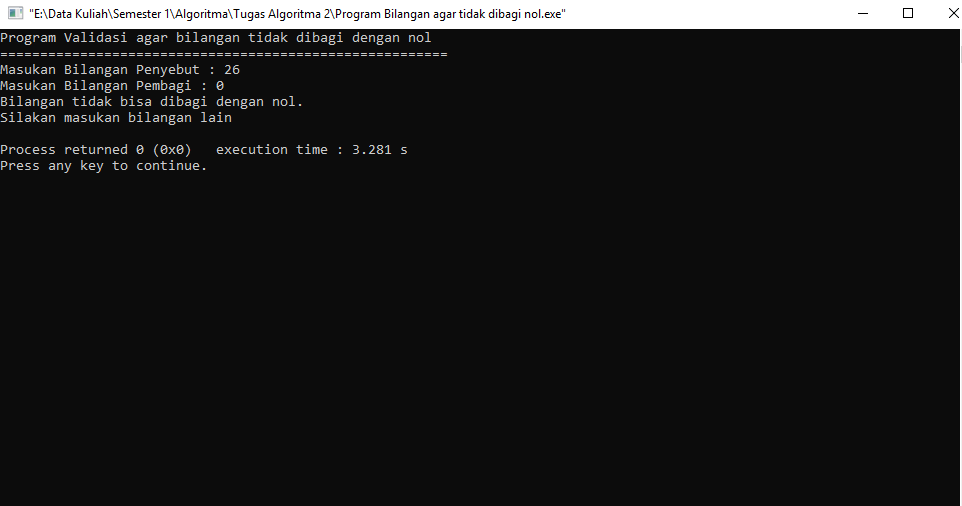 "E:\Data Kuliah\Semester 1\Algoritma\Tugas Algoritma 2\Program Bilangan agar tidak dibagi nol.exe"
Program Validasi agar bilangan tidak dibagi dengan nol
========================================================
Masukan Bilangan Penyebut : 26
Masukan Bilangan Pembagi : 0
Bilangan tidak bisa dibagi dengan nol.
Silakan masukan bilangan lain
Process returned 0 (0x0)   execution time : 3.281 s
Press any key to continue.